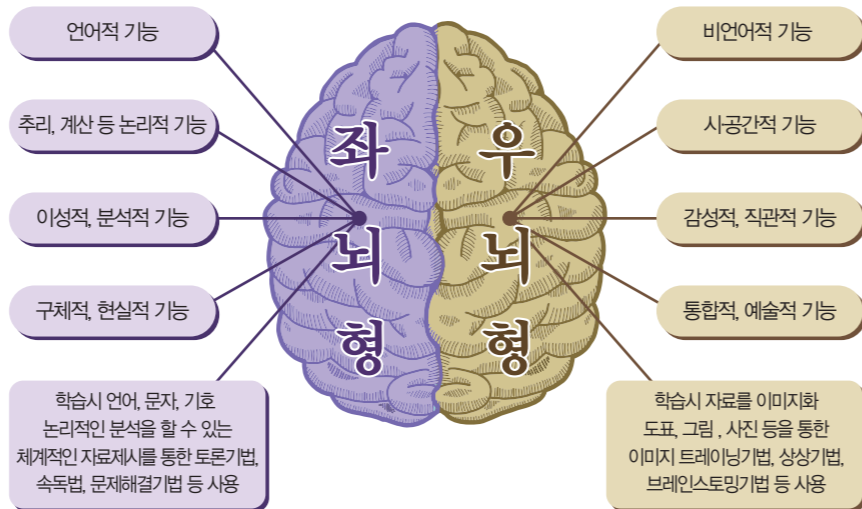 언어적 기능
추리, 계산 등 논리적 기능
이성적, 분석적 기능
구체적, 현실적 기능
학습시 언어, 문자, 기호
논리적인 분석을 할 수 있는
체계적인 자료제시를 통한 토론기법,
속독법, 문제해결기법 등 사용
좌
뇌
형
우
뇌
형
비언어적 기능
시공간적 기능
감성적, 직관적 기능
통합적, 예술적 기능
학습시 자료를 이미지화
도표, 그림 , 사진 등을 통한
이미지 트레이닝기법, 상상기법,
브레인스토밍기법 등 사용